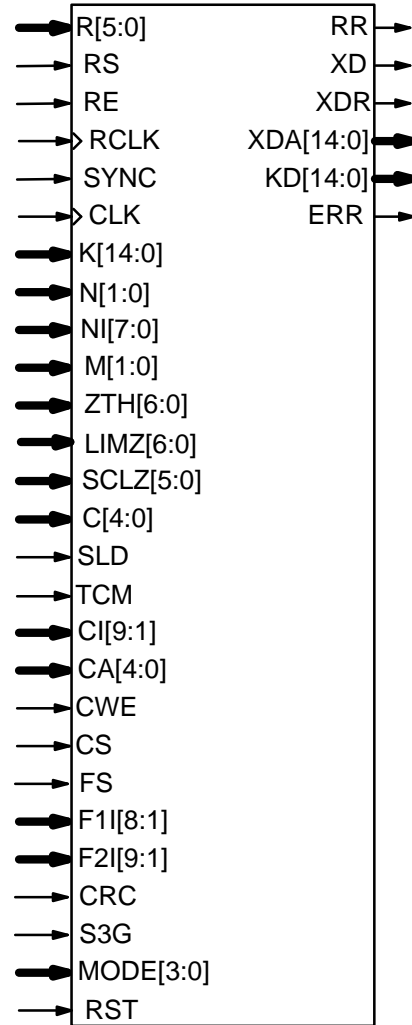 R[5:0] RR
RS XD
RE XDR
RCLK XDA[14:0]
SYNC KD[14:0]
CLK ERR
K[14:0]
N[1:0]
NI[7:0]
M[1:0]
ZTH[6:0]
LIMZ[6:0]
SCLZ[5:0]
C[4:0]
SLD
TCM
CI[9:1]
CA[4:0]
CWE
CS
FS
F1I[8:1]
F2I[9:1]
CRC
S3G
MODE[3:0]
RST